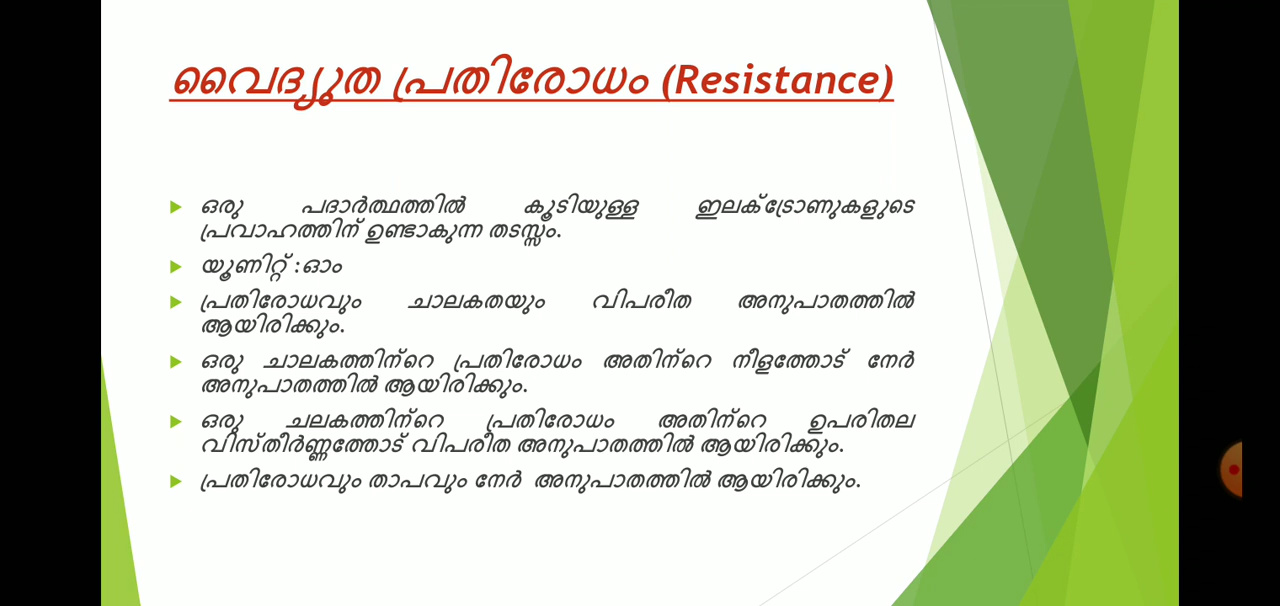 വൈദ്യുത പ്രതിരോധം (Resistance)
ഒരു പദാർത്ഥത്തിൽ കൂടിയുള്ള ഇലക്ട്രോണുകളുടെ
പ്രവാഹത്തിന് ഉണ്ടാകുന്ന തടസ്സം.
യൂണിറ്റ് :ഓം
പ്രതിരോധവും ചാലകതയും വിപരീത അനുപാതത്തിൽ
ആയിരിക്കും.
ഒരു ചാലകത്തിന്റെ പ്രതിരോധം അതിന്റെ നീളത്തോട് നേർ
അനുപാതത്തിൽ ആയിരിക്കും.
ഒരു ചലകത്തിന്റെ പ്രതിരോധം അതിന്റെ ഉപരിതല
വിസ്തീർണ്ണത്തോട് വിപരീത അനുപാതത്തിൽ ആയിരിക്കും.
പ്രതിരോധവും താപവും നേർ അനുപാതത്തിൽ ആയിരിക്കും.